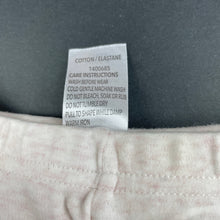 COTTON / ELASTANE
1400685
CARE INSTRUCTIONS
WASH BEFORE WEAR
COLD GENTLE MACHINE WASH
DO NOT BLEACH, SOAK OR RUB
DO NOT TUMBLE DRY
PULL TO SHAPE WHILE DAMP
WARM IRON